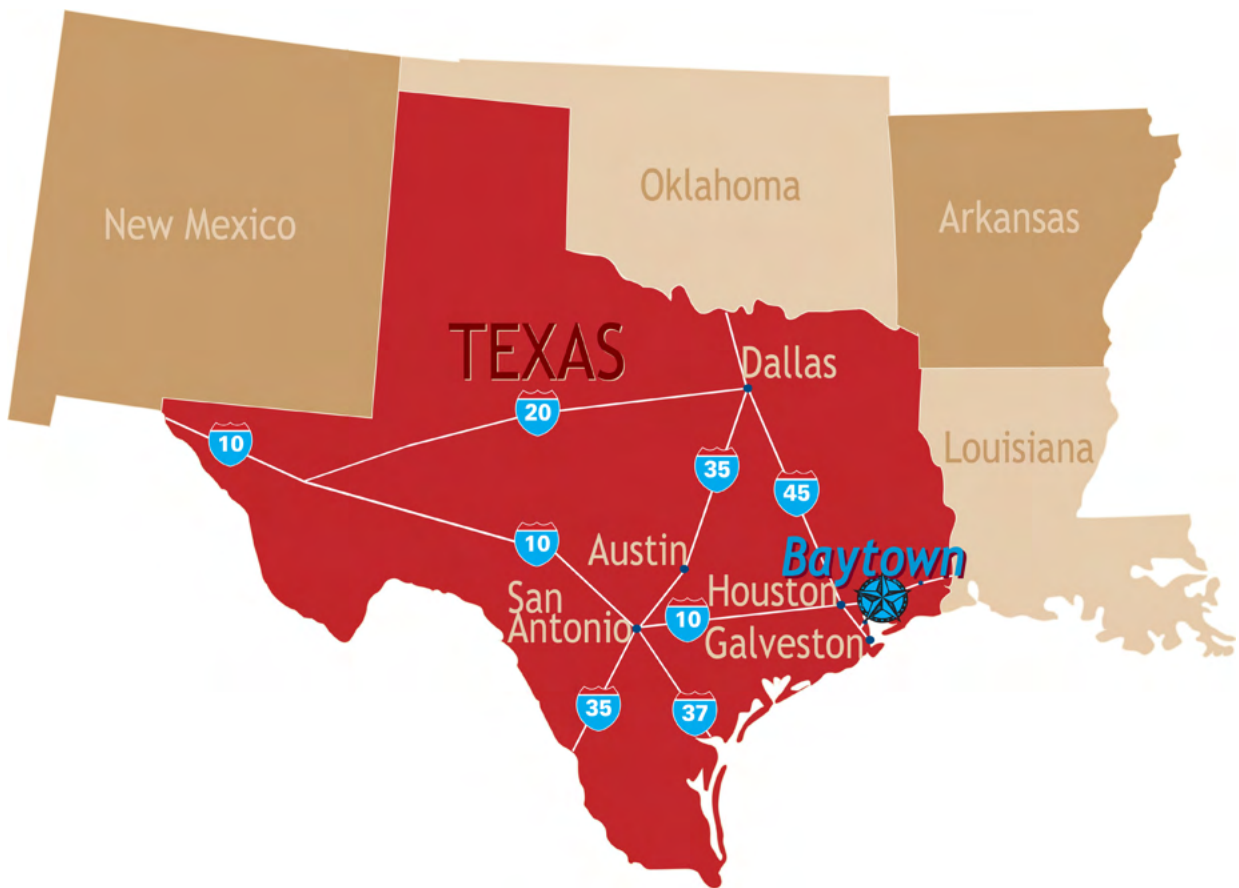 Oklahoma
Arkansas
New Mexico
TEXAS
Dallas
20
10
Louisiana
35
45
10
Austin
Baytown
San
Antonio
Houston
10
Galveston
35
37